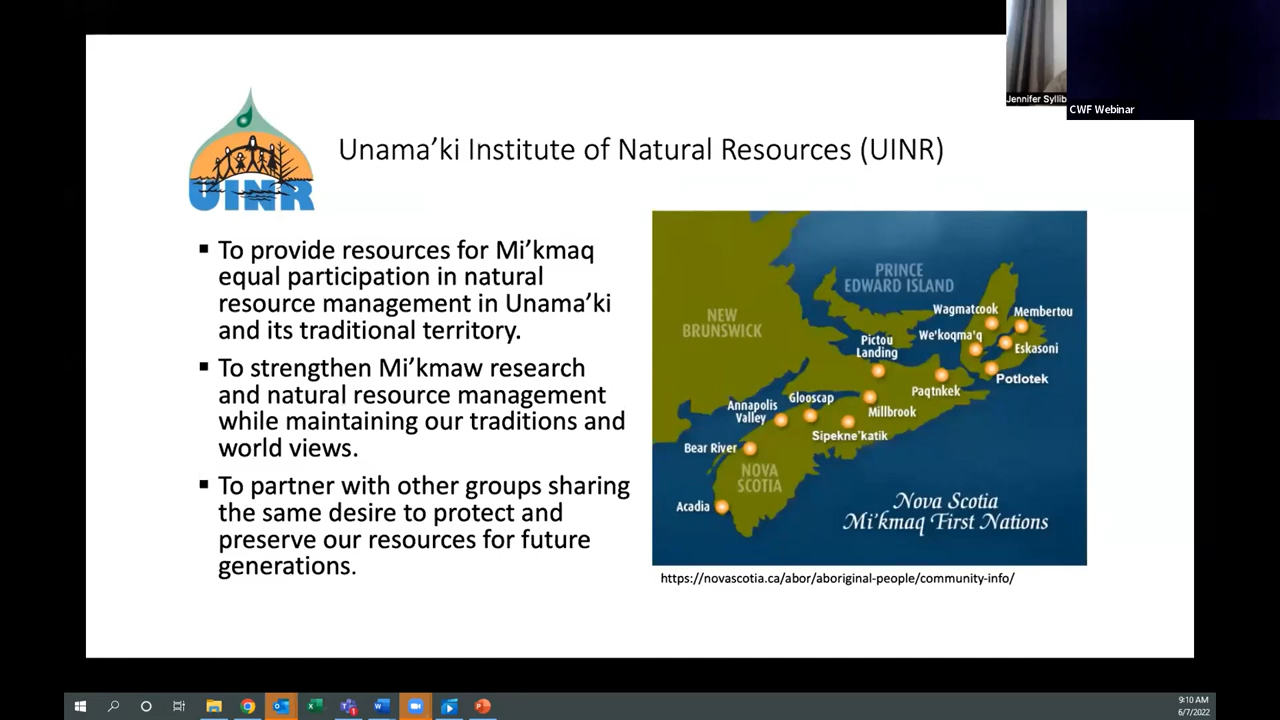 Jennifer Syllib
CWF Webinar
UINR
Unama’ki Institute of Natural Resources (UINR)
▪ To provide resources for Mi’kmaq
equal participation in natural
resource management in Unama’ki
and its traditional territory.
▪ To strengthen Mi’kmaw research
and natural resource management
while maintaining our traditions and
world views.
▪ To partner with other groups sharing
the same desire to protect and
preserve our resources for future
generations.
PRINCE
EDWARD ISLAND
NEW
BRUNSWICK
Wagmatcook
Membertou
We'koqma'q
Eskasoni
Pictou
Landing
Potlotek
Paqtnkek
Glooscap
Annapolis
Valley
Millbrook
Sipekne'katik
Bear River
NOVA
SCOTIA
Acadia
Nova Scotia
Mi'kmaq First Nations
https://novascotia.ca/abor/aboriginal-people/community-info/
9:10 AM
6/7/2022